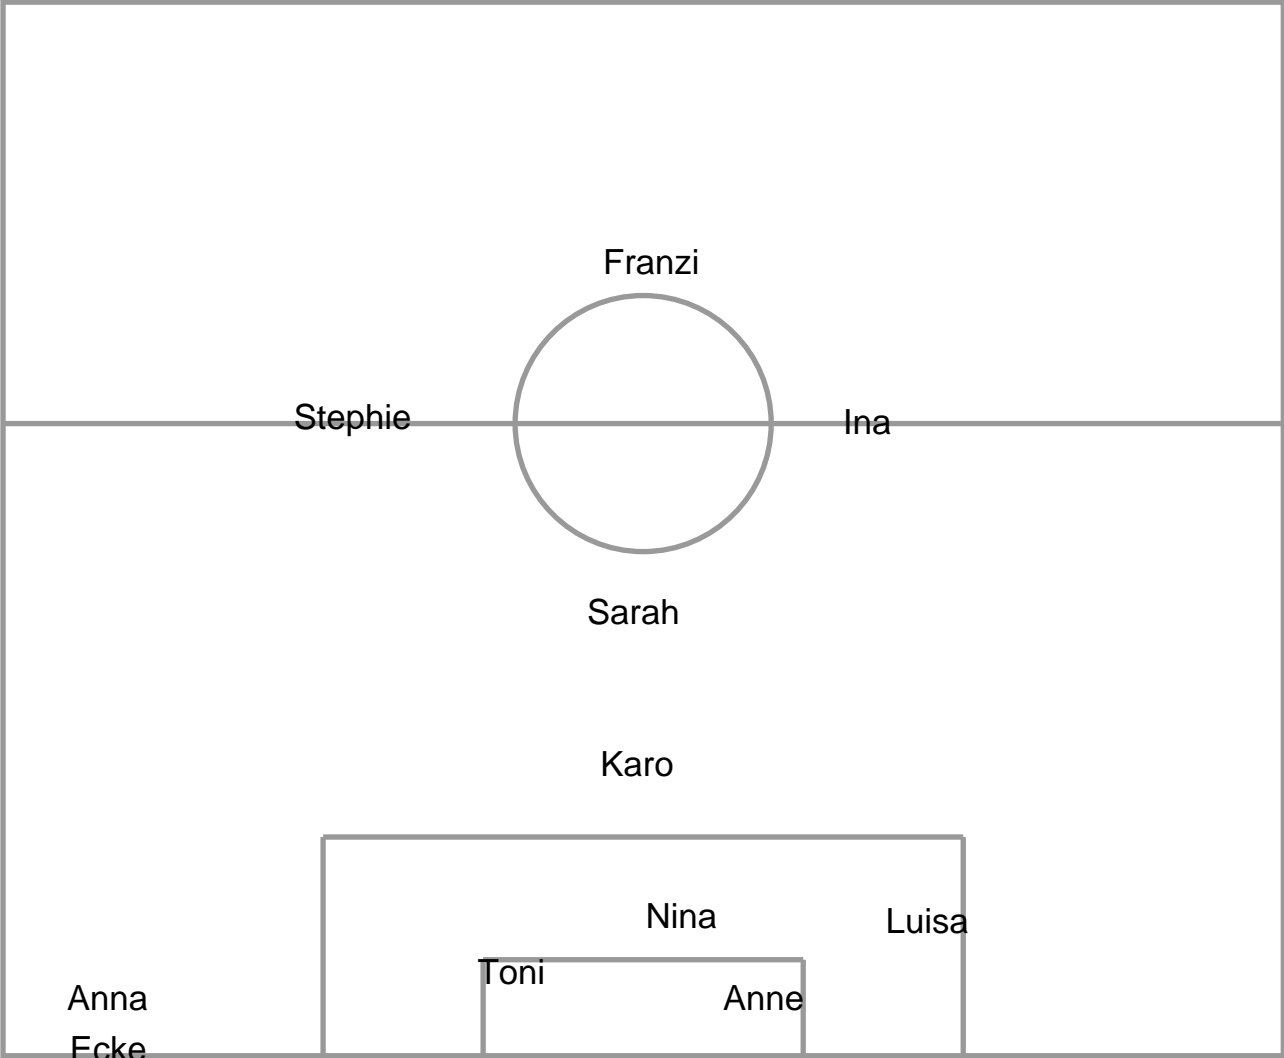 Franzi
Stephie
Ina
Sarah
Karo
Nina
Luisa
Toni
Anna
Anne
Ecke